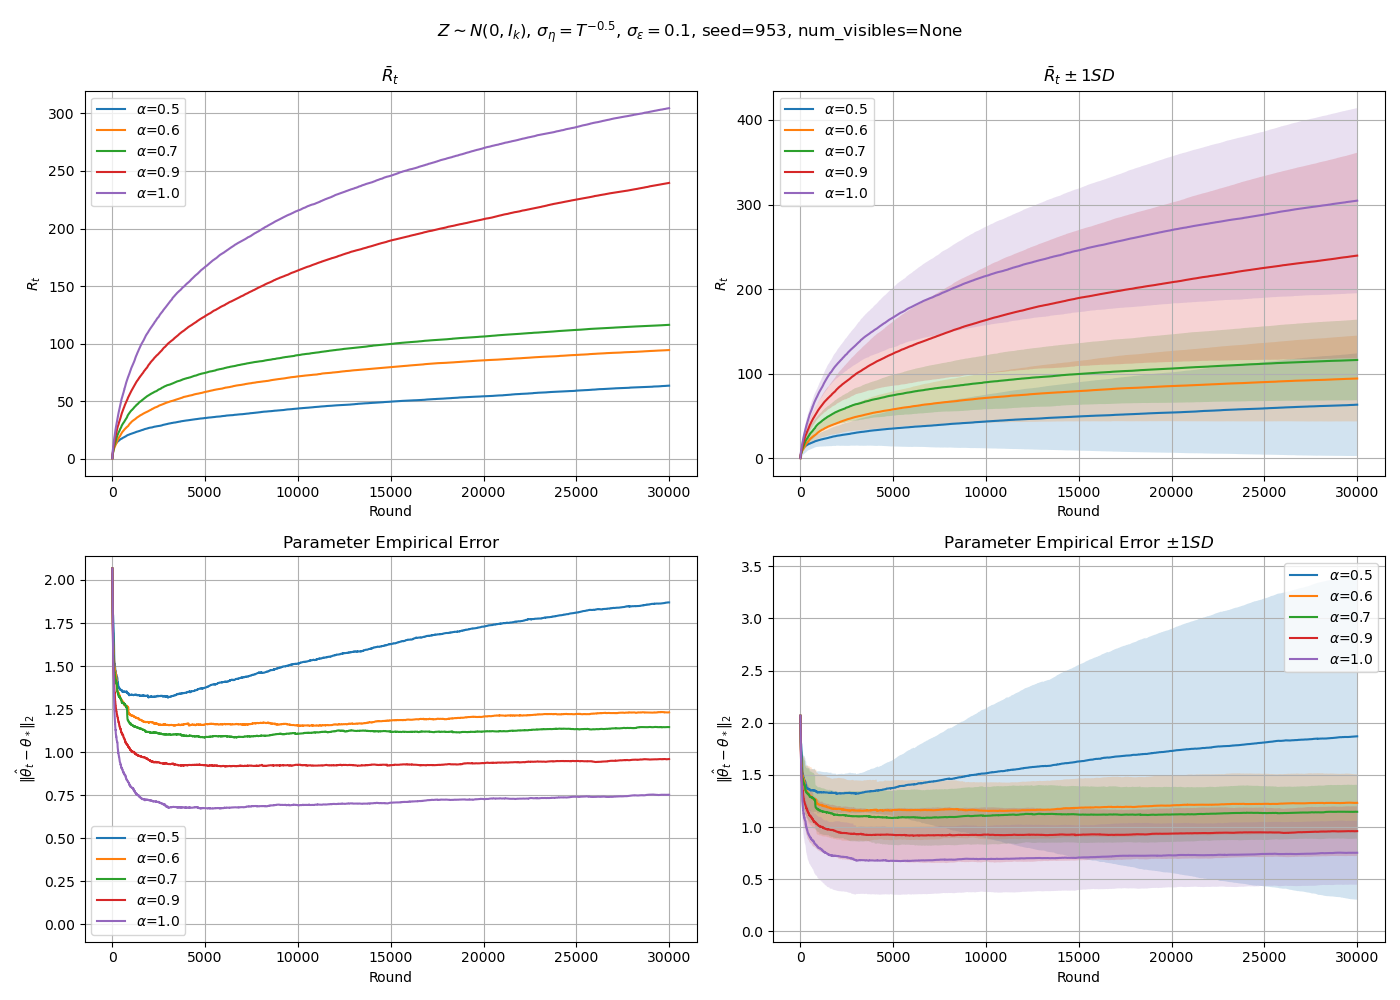 Z ∼ N(0, I_k), σ_η = T^{−0.5}, σ_ε = 0.1, seed=953, num_visibles=None
R̄_t
300
250
200
150
100
50
0
R_t
α=0.5
α=0.6
α=0.7
α=0.9
α=1.0
0 5000 10000 15000 20000 25000 30000
Round
R̄_t ± 1SD
400
300
200
100
0
R_t
α=0.5
α=0.6
α=0.7
α=0.9
α=1.0
0 5000 10000 15000 20000 25000 30000
Round
Parameter Empirical Error
2.00
1.75
1.50
1.25
1.00
0.75
0.50
0.25
0.00
‖θ̂_t − θ_*‖_2
α=0.5
α=0.6
α=0.7
α=0.9
α=1.0
0 5000 10000 15000 20000 25000 30000
Round
Parameter Empirical Error ±1SD
3.5
3.0
2.5
2.0
1.5
1.0
0.5
0.0
‖θ̂_t − θ_*‖_2
α=0.5
α=0.6
α=0.7
α=0.9
α=1.0
0 5000 10000 15000 20000 25000 30000
Round